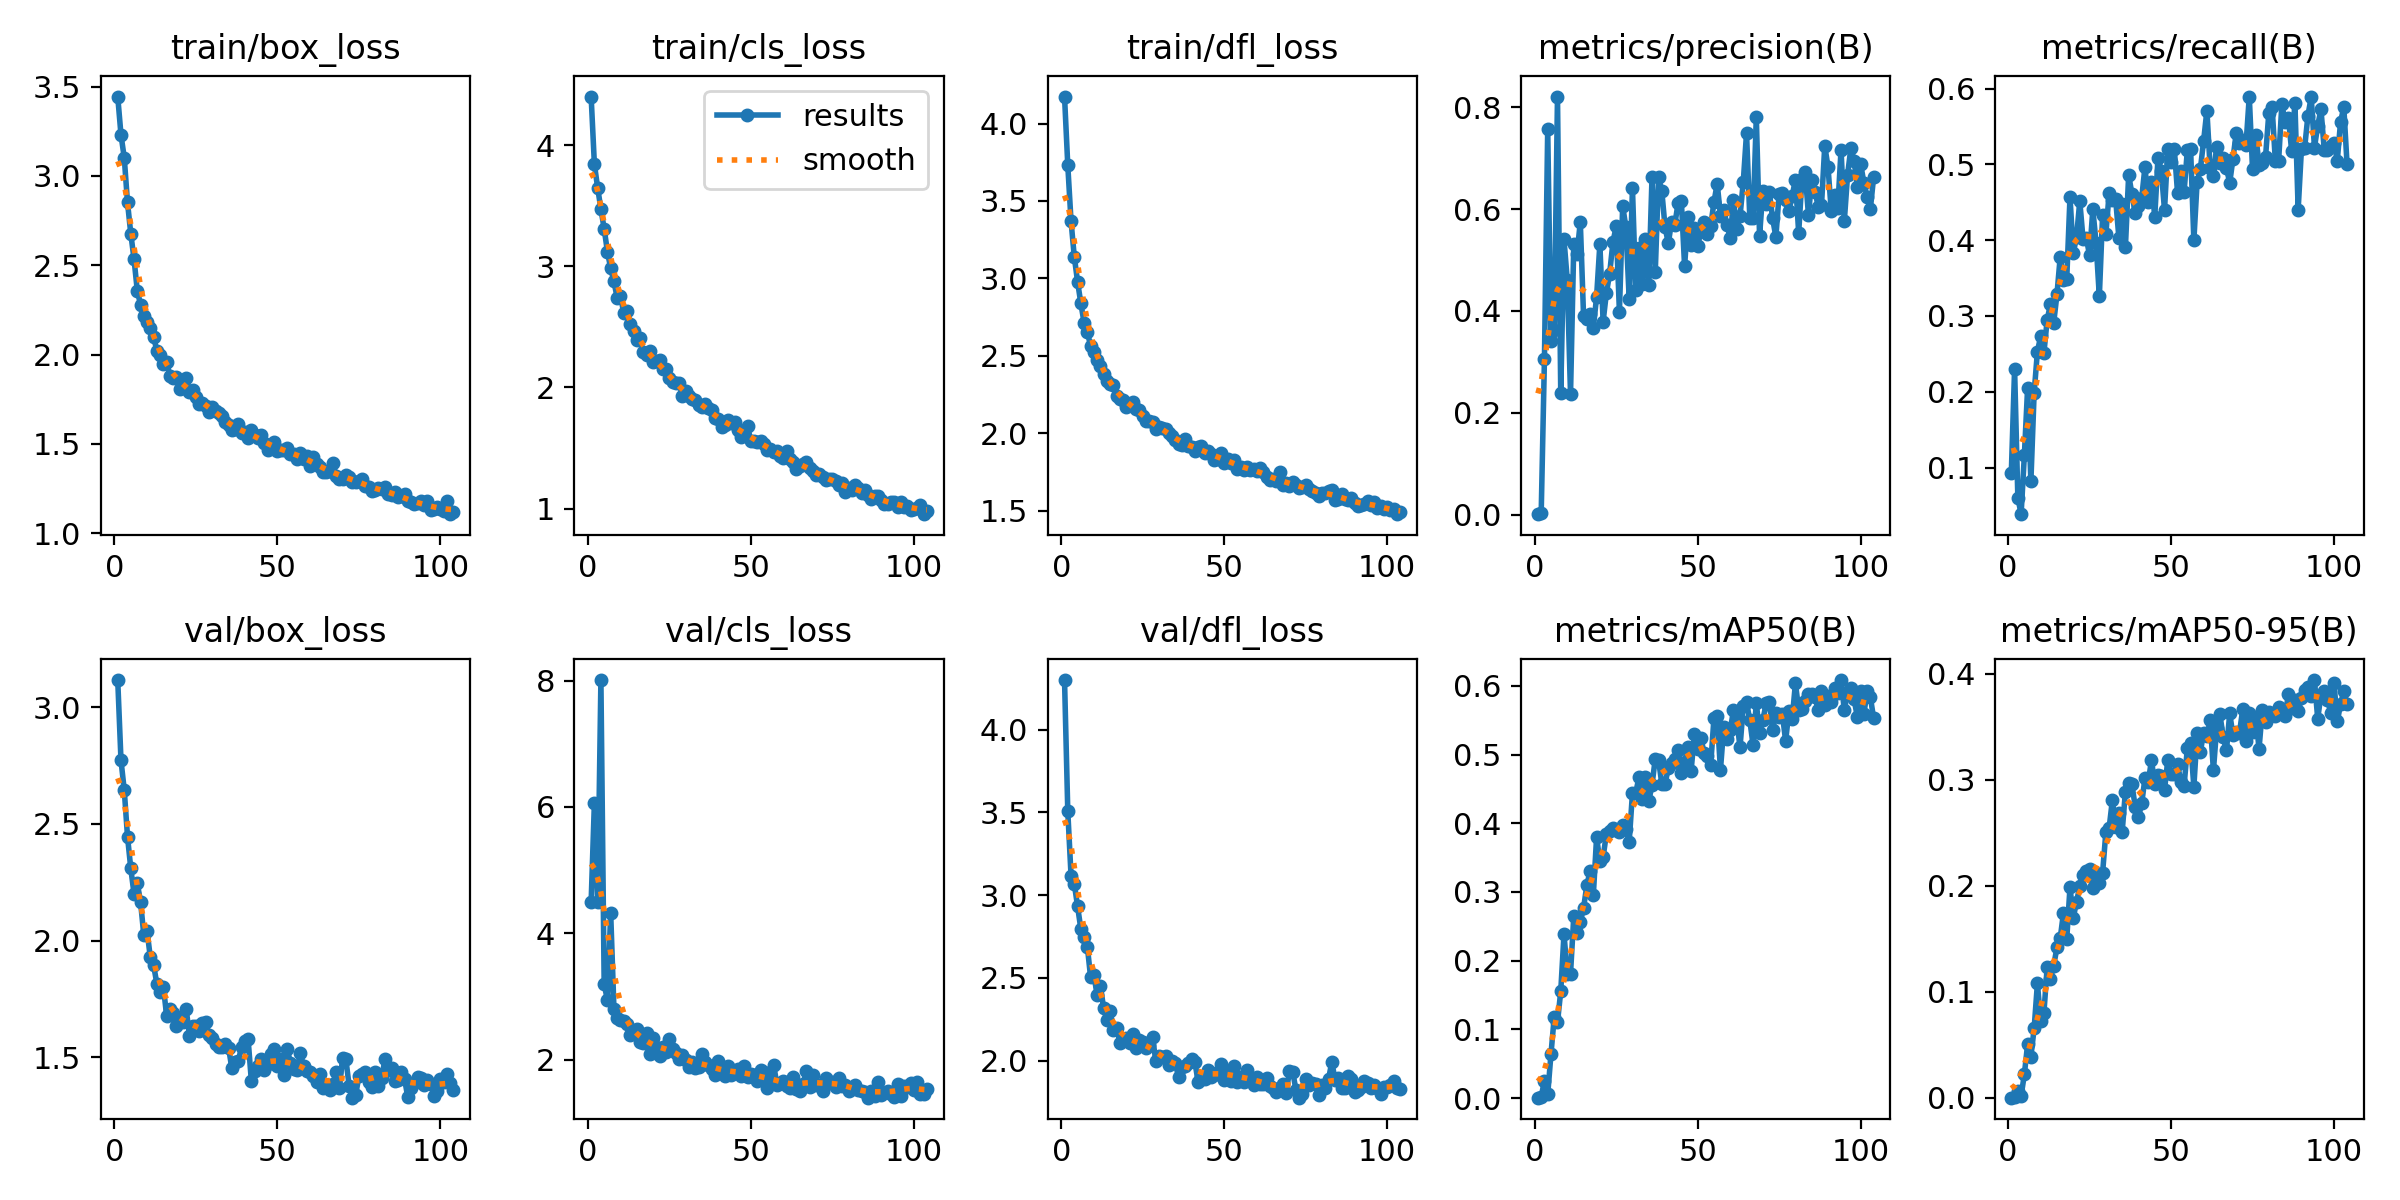 train/box_loss
3.5
3.0
2.5
2.0
1.5
1.0
0 50 100
train/cls_loss
results
smooth
4
3
2
1
0 50 100
train/dfl_loss
4.0
3.5
3.0
2.5
2.0
1.5
0 50 100
metrics/precision(B)
0.8
0.6
0.4
0.2
0.0
0 50 100
metrics/recall(B)
0.6
0.5
0.4
0.3
0.2
0.1
0 50 100
val/box_loss
3.0
2.5
2.0
1.5
0 50 100
val/cls_loss
8
6
4
2
0 50 100
val/dfl_loss
4.0
3.5
3.0
2.5
2.0
0 50 100
metrics/mAP50(B)
0.6
0.5
0.4
0.3
0.2
0.1
0.0
0 50 100
metrics/mAP50-95(B)
0.4
0.3
0.2
0.1
0.0
0 50 100